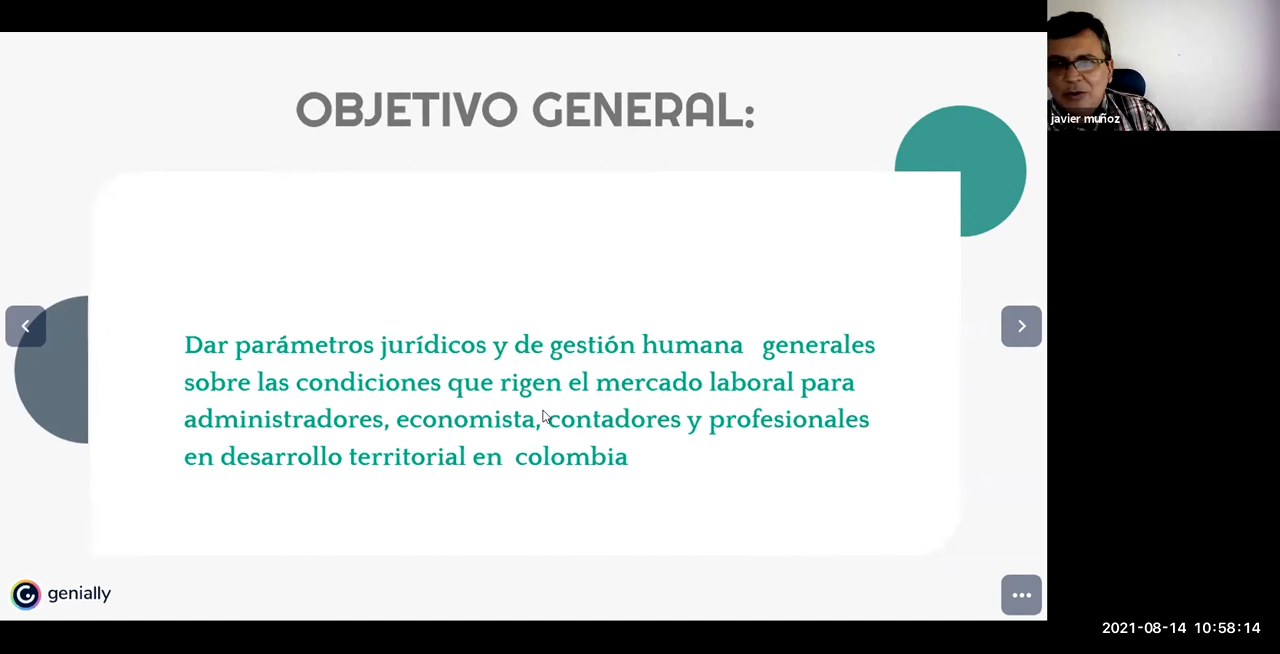 OBJETIVO GENERAL:
javier muñoz
Dar parámetros jurídicos y de gestión humana generales
sobre las condiciones que rigen el mercado laboral para
administradores, economista, contadores y profesionales
en desarrollo territorial en colombia
genially
2021-08-14 10:58:14